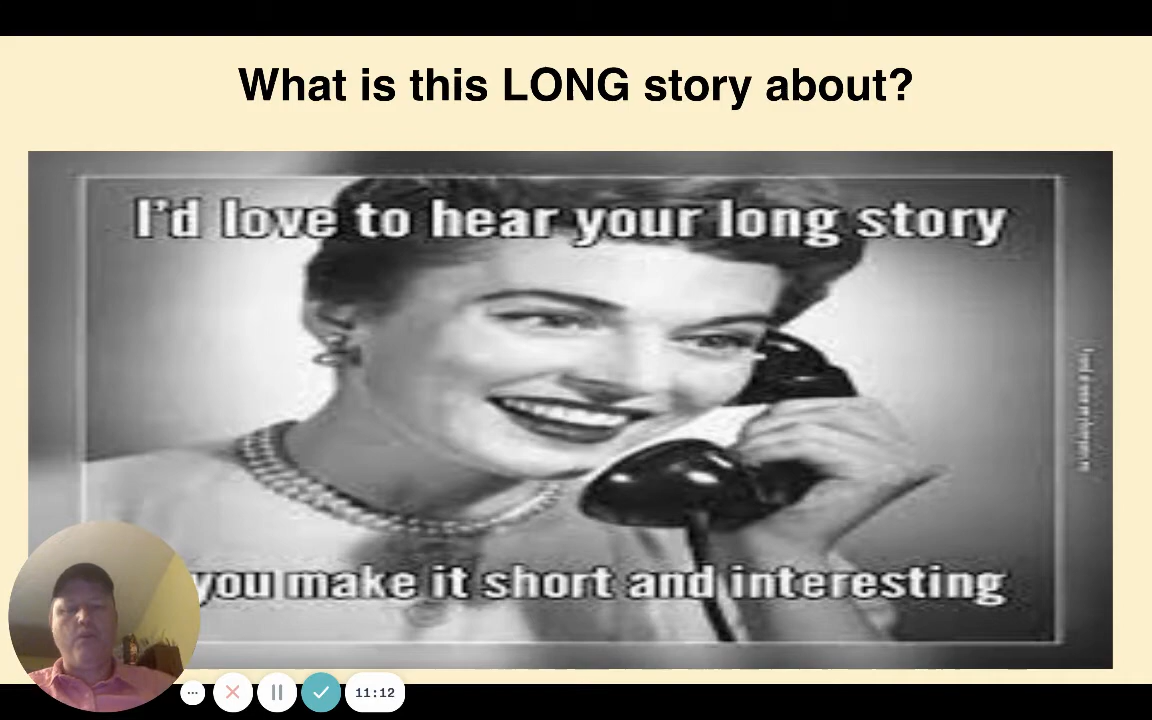 What is this LONG story about?
I'd love to hear your long story
you make it short and interesting
11:12